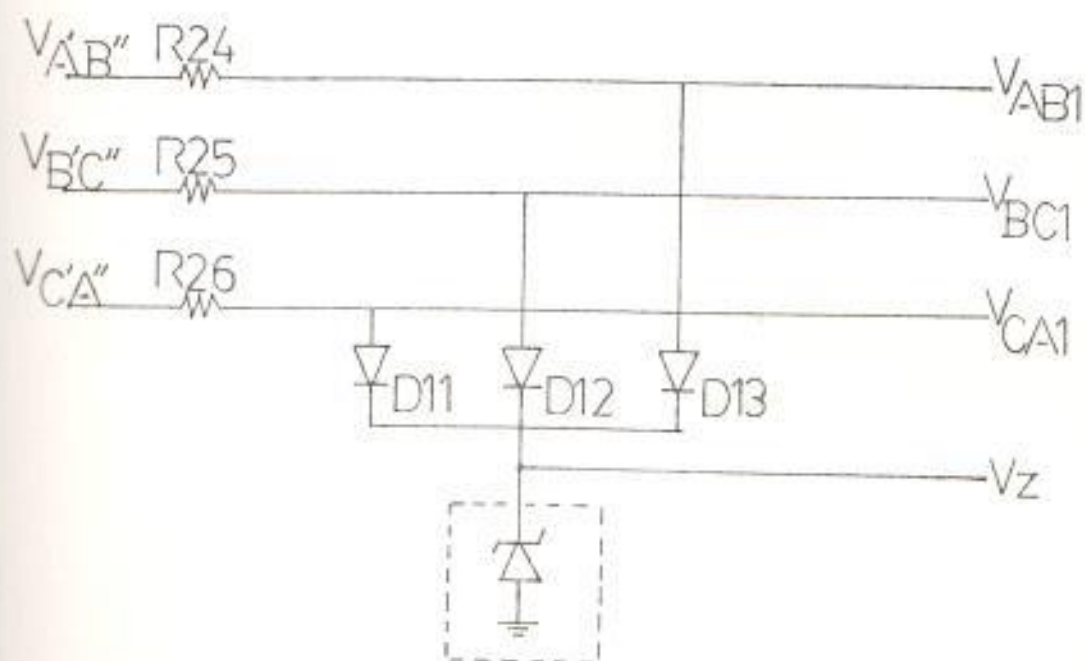 VA'B" R24
VAB1
VB'C" R25
VBC1
VC'A" R26
VCA1
D11 D12 D13
VZ